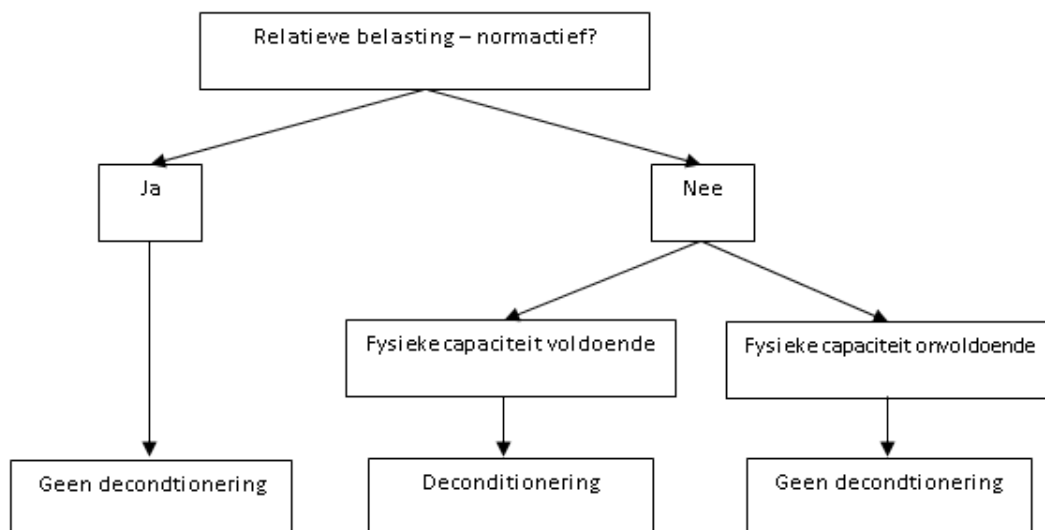 Relatieve belasting – normactief?
Ja
Nee
Fysieke capaciteit voldoende
Fysieke capaciteit onvoldoende
Geen decondtionering
Deconditionering
Geen decondtionering